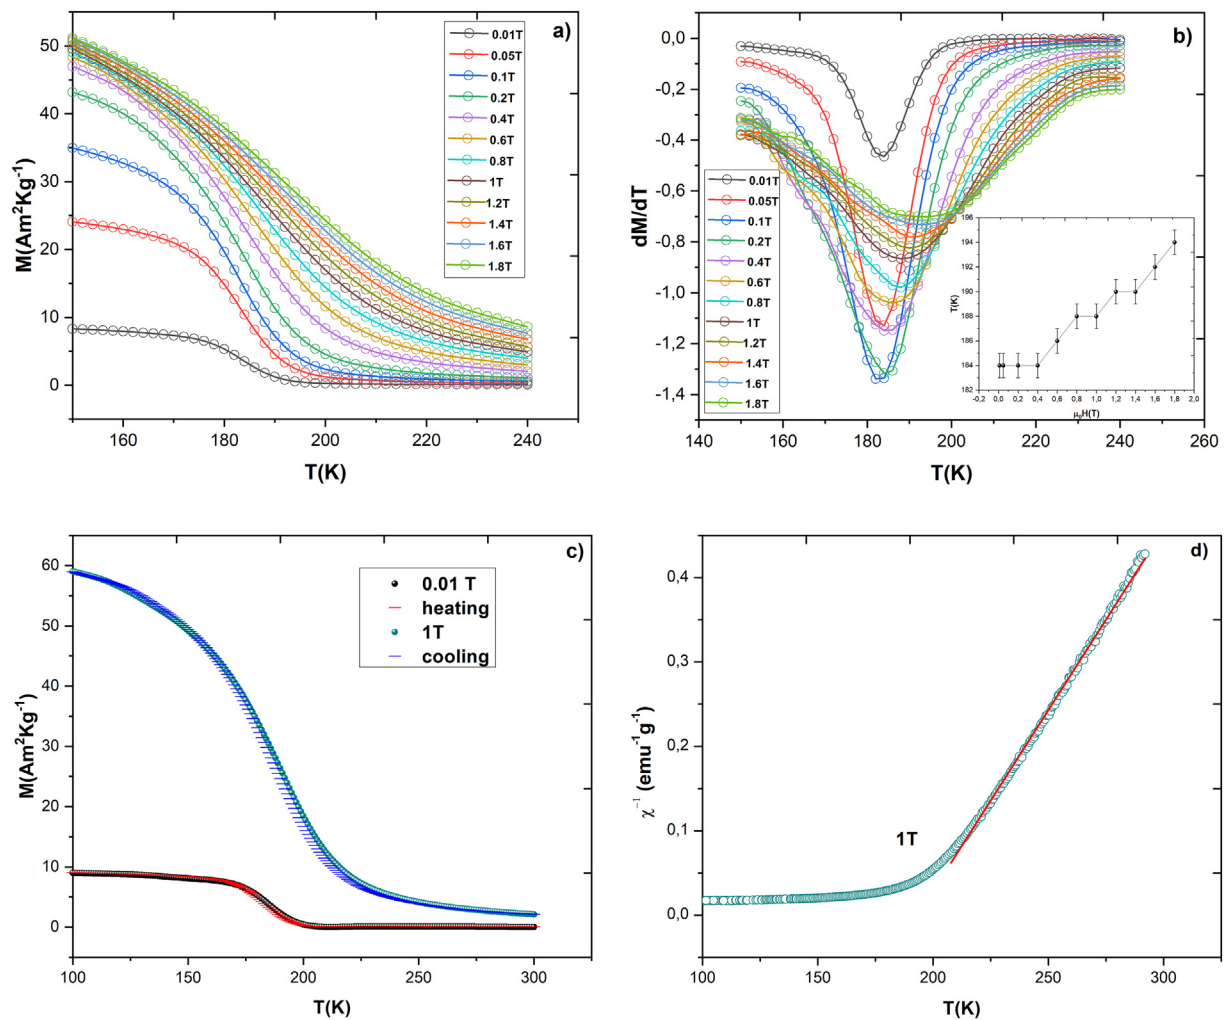 a)
50
40
30
20
10
0
M(Am²Kg⁻¹)
160 180 200 220 240
T(K)
0.01T
0.05T
0.1T
0.2T
0.4T
0.6T
0.8T
1T
1.2T
1.4T
1.6T
1.8T
b)
0,0
-0,2
-0,4
-0,6
-0,8
-1,0
-1,2
-1,4
dM/dT
140 160 180 200 220 240 260
T(K)
0.01T
0.05T
0.1T
0.2T
0.4T
0.6T
0.8T
1T
1.2T
1.4T
1.6T
1.8T
196
194
192
190
188
186
184
182
T(K)
-0,2 0,0 0,2 0,4 0,6 0,8 1,0 1,2 1,4 1,6 1,8 2,0
μ₀H(T)
c)
60
50
40
30
20
10
0
M(Am²Kg⁻¹)
100 150 200 250 300
T(K)
0.01 T
heating
1T
cooling
d)
0,4
0,3
0,2
0,1
0,0
χ⁻¹ (emu⁻¹g⁻¹)
1T
100 150 200 250 300
T(K)